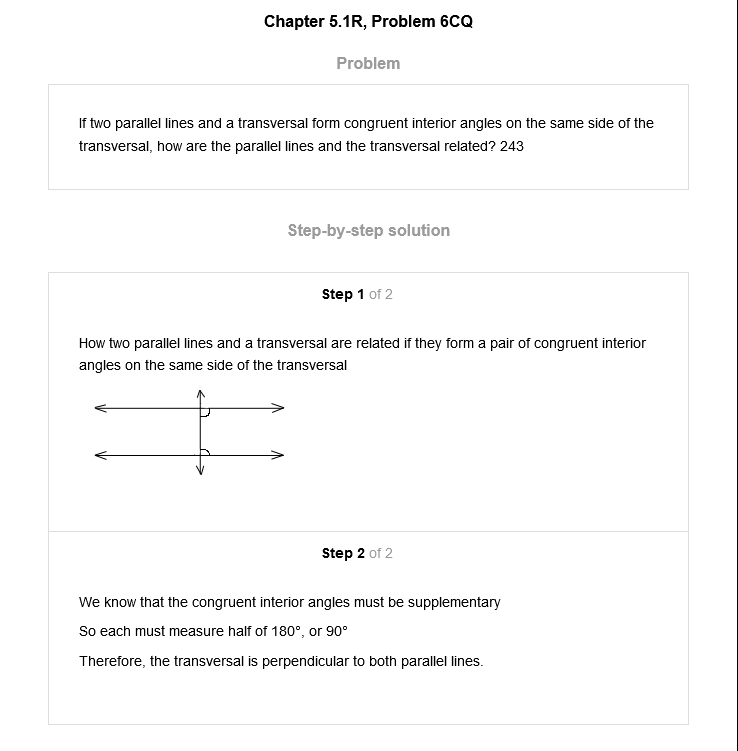 Chapter 5.1R, Problem 6CQ
Problem
If two parallel lines and a transversal form congruent interior angles on the same side of the
transversal, how are the parallel lines and the transversal related? 243
Step-by-step solution
Step 1 of 2
How two parallel lines and a transversal are related if they form a pair of congruent interior
angles on the same side of the transversal
Step 2 of 2
We know that the congruent interior angles must be supplementary
So each must measure half of 180°, or 90°
Therefore, the transversal is perpendicular to both parallel lines.